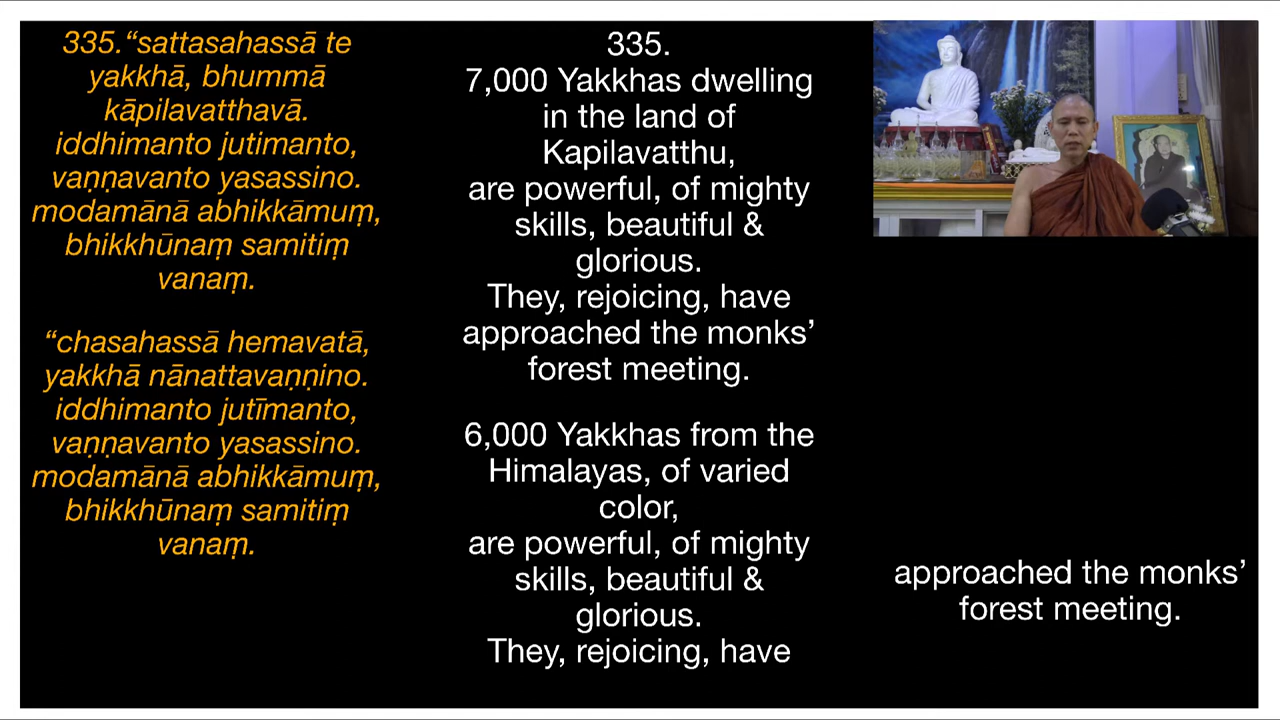 335.“sattasahassā te
yakkhā, bhummā
kāpilavatthavā.
iddhimanto jutimanto,
vaṇṇavanto yasassino.
modamānā abhikkāmuṃ,
bhikkhūnaṃ samitiṃ
vanaṃ.
“chasahassā hemavatā,
yakkhā nānattavaṇṇino.
iddhimanto jutīmanto,
vaṇṇavanto yasassino.
modamānā abhikkāmuṃ,
bhikkhūnaṃ samitiṃ
vanaṃ.
335.
7,000 Yakkhas dwelling
in the land of
Kapilavatthu,
are powerful, of mighty
skills, beautiful &
glorious.
They, rejoicing, have
approached the monks’
forest meeting.
6,000 Yakkhas from the
Himalayas, of varied
color,
are powerful, of mighty
skills, beautiful &
glorious.
They, rejoicing, have
approached the monks’
forest meeting.